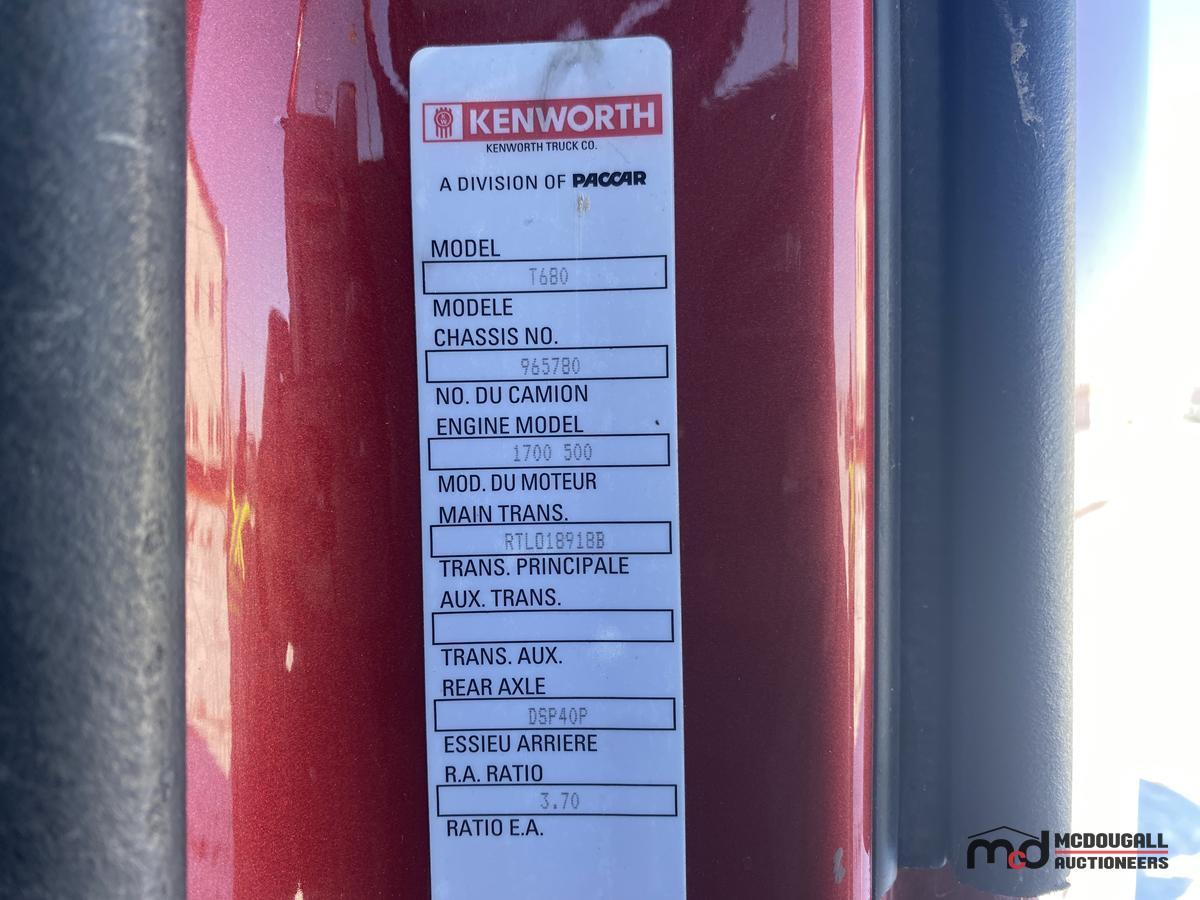 KENWORTH
KENWORTH TRUCK CO.
A DIVISION OF PACCAR
MODEL
T680
MODELE
CHASSIS NO.
965780
NO. DU CAMION
ENGINE MODEL
1700 500
MOD. DU MOTEUR
MAIN TRANS.
RTLO18918B
TRANS. PRINCIPALE
AUX. TRANS.
TRANS. AUX.
REAR AXLE
DSP40P
ESSIEU ARRIERE
R.A. RATIO
3.70
RATIO E.A.
mcd MCDOUGALL
AUCTIONEERS